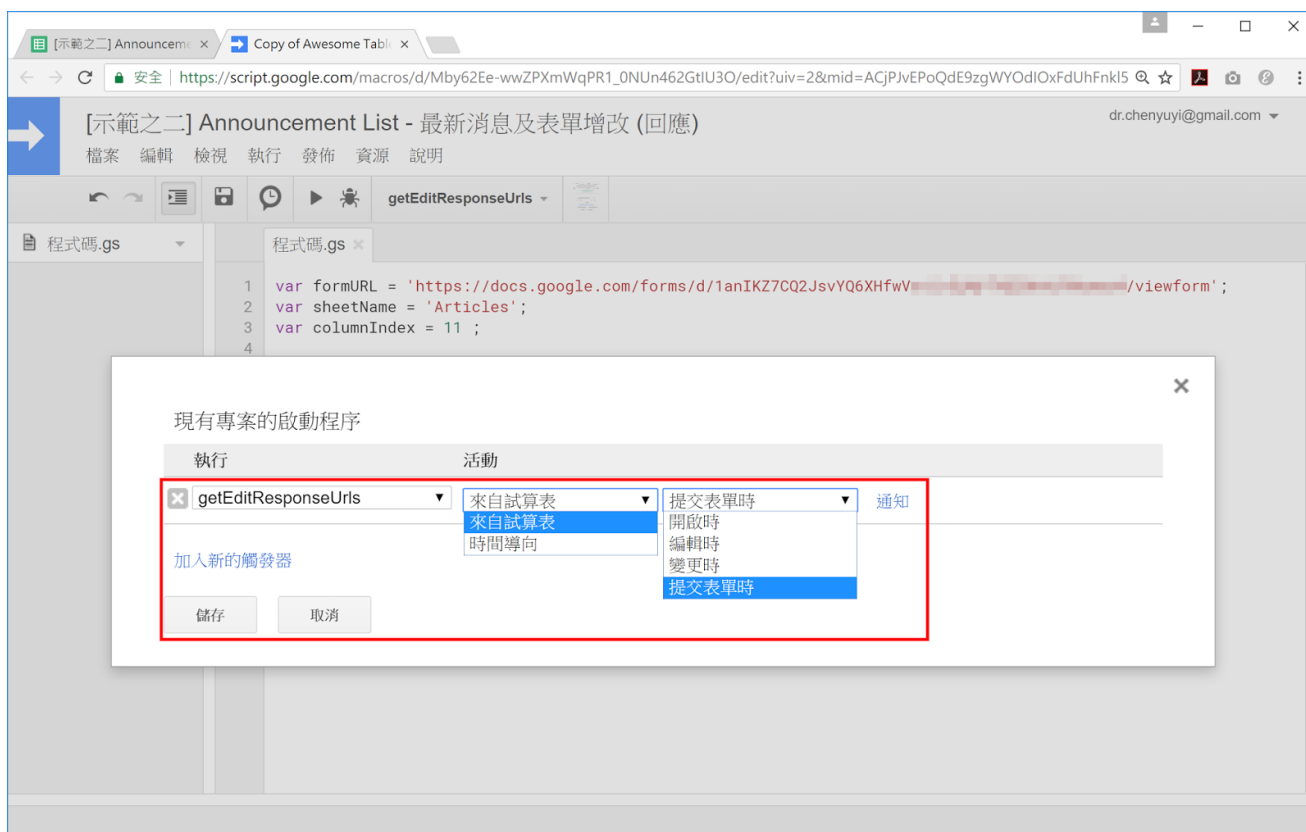 [示範之二] Announceme
Copy of Awesome Tabl
安全 https://script.google.com/macros/d/Mby62Ee-wwZPXmWqPR1_0NUn462GtIU3O/edit?uiv=2&mid=ACjPJvEPoQdE9zgWYOdIOxFdUhFnkl5
[示範之二] Announcement List - 最新消息及表單增改 (回應)
dr.chenyuyi@gmail.com
檔案 編輯 檢視 執行 發佈 資源 說明
getEditResponseUrls
程式碼.gs
程式碼.gs
1 var formURL = 'https://docs.google.com/forms/d/1anIKZ7CQ2JsvYQ6XHfwV /viewform';
2 var sheetName = 'Articles';
3 var columnIndex = 11 ;
4
現有專案的啟動程序
執行 活動
getEditResponseUrls 來自試算表 提交表單時 通知
來自試算表 開啟時
時間導向 編輯時
變更時
加入新的觸發器
提交表單時
儲存 取消